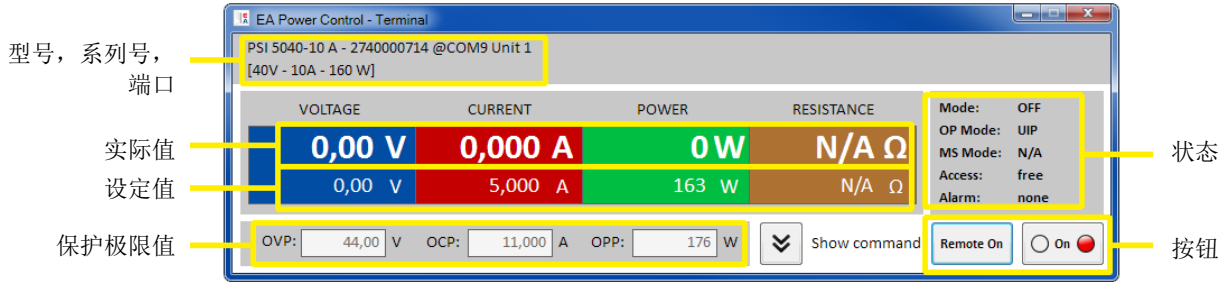 EA Power Control - Terminal
型号，系列号，
端口
PSI 5040-10 A - 2740000714 @COM9 Unit 1
[40V - 10A - 160 W]
VOLTAGE CURRENT POWER RESISTANCE
实际值
0,00 V 0,000 A 0 W N/A Ω
设定值
0,00 V 5,000 A 163 W N/A Ω
Mode: OFF
OP Mode: UIP
MS Mode: N/A
Access: free
Alarm: none
状态
保护极限值
OVP: 44,00 V OCP: 11,000 A OPP: 176 W
Show command
Remote On
On
按钮